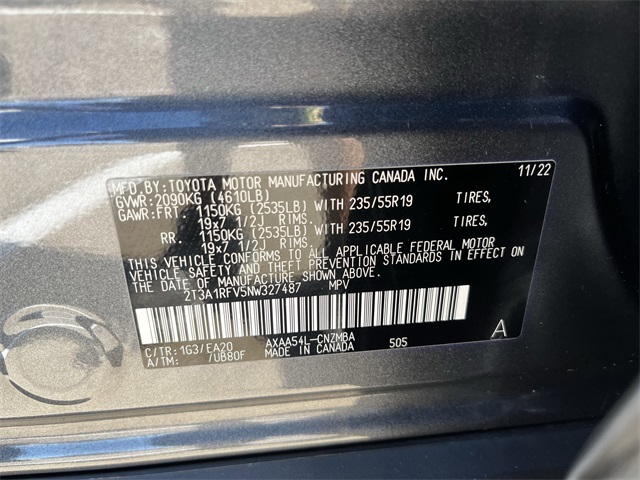 MFD.BY:TOYOTA MOTOR MANUFACTURING CANADA INC. 11/22
GVWR:2090KG (4610LB)
GAWR:FRT. 1150KG (2535LB) WITH 235/55R19 TIRES,
19x7 1/2J RIMS.
RR. 1150KG (2535LB) WITH 235/55R19 TIRES,
19x7 1/2J RIMS.
THIS VEHICLE CONFORMS TO ALL APPLICABLE FEDERAL MOTOR
VEHICLE SAFETY AND THEFT PREVENTION STANDARDS IN EFFECT ON
THE DATE OF MANUFACTURE SHOWN ABOVE.
2T3A1RFV5NW327487 MPV
C/TR:1G3/EA20 AXAA54L-CNZMBA A
A/TM: /UB80F MADE IN CANADA 505